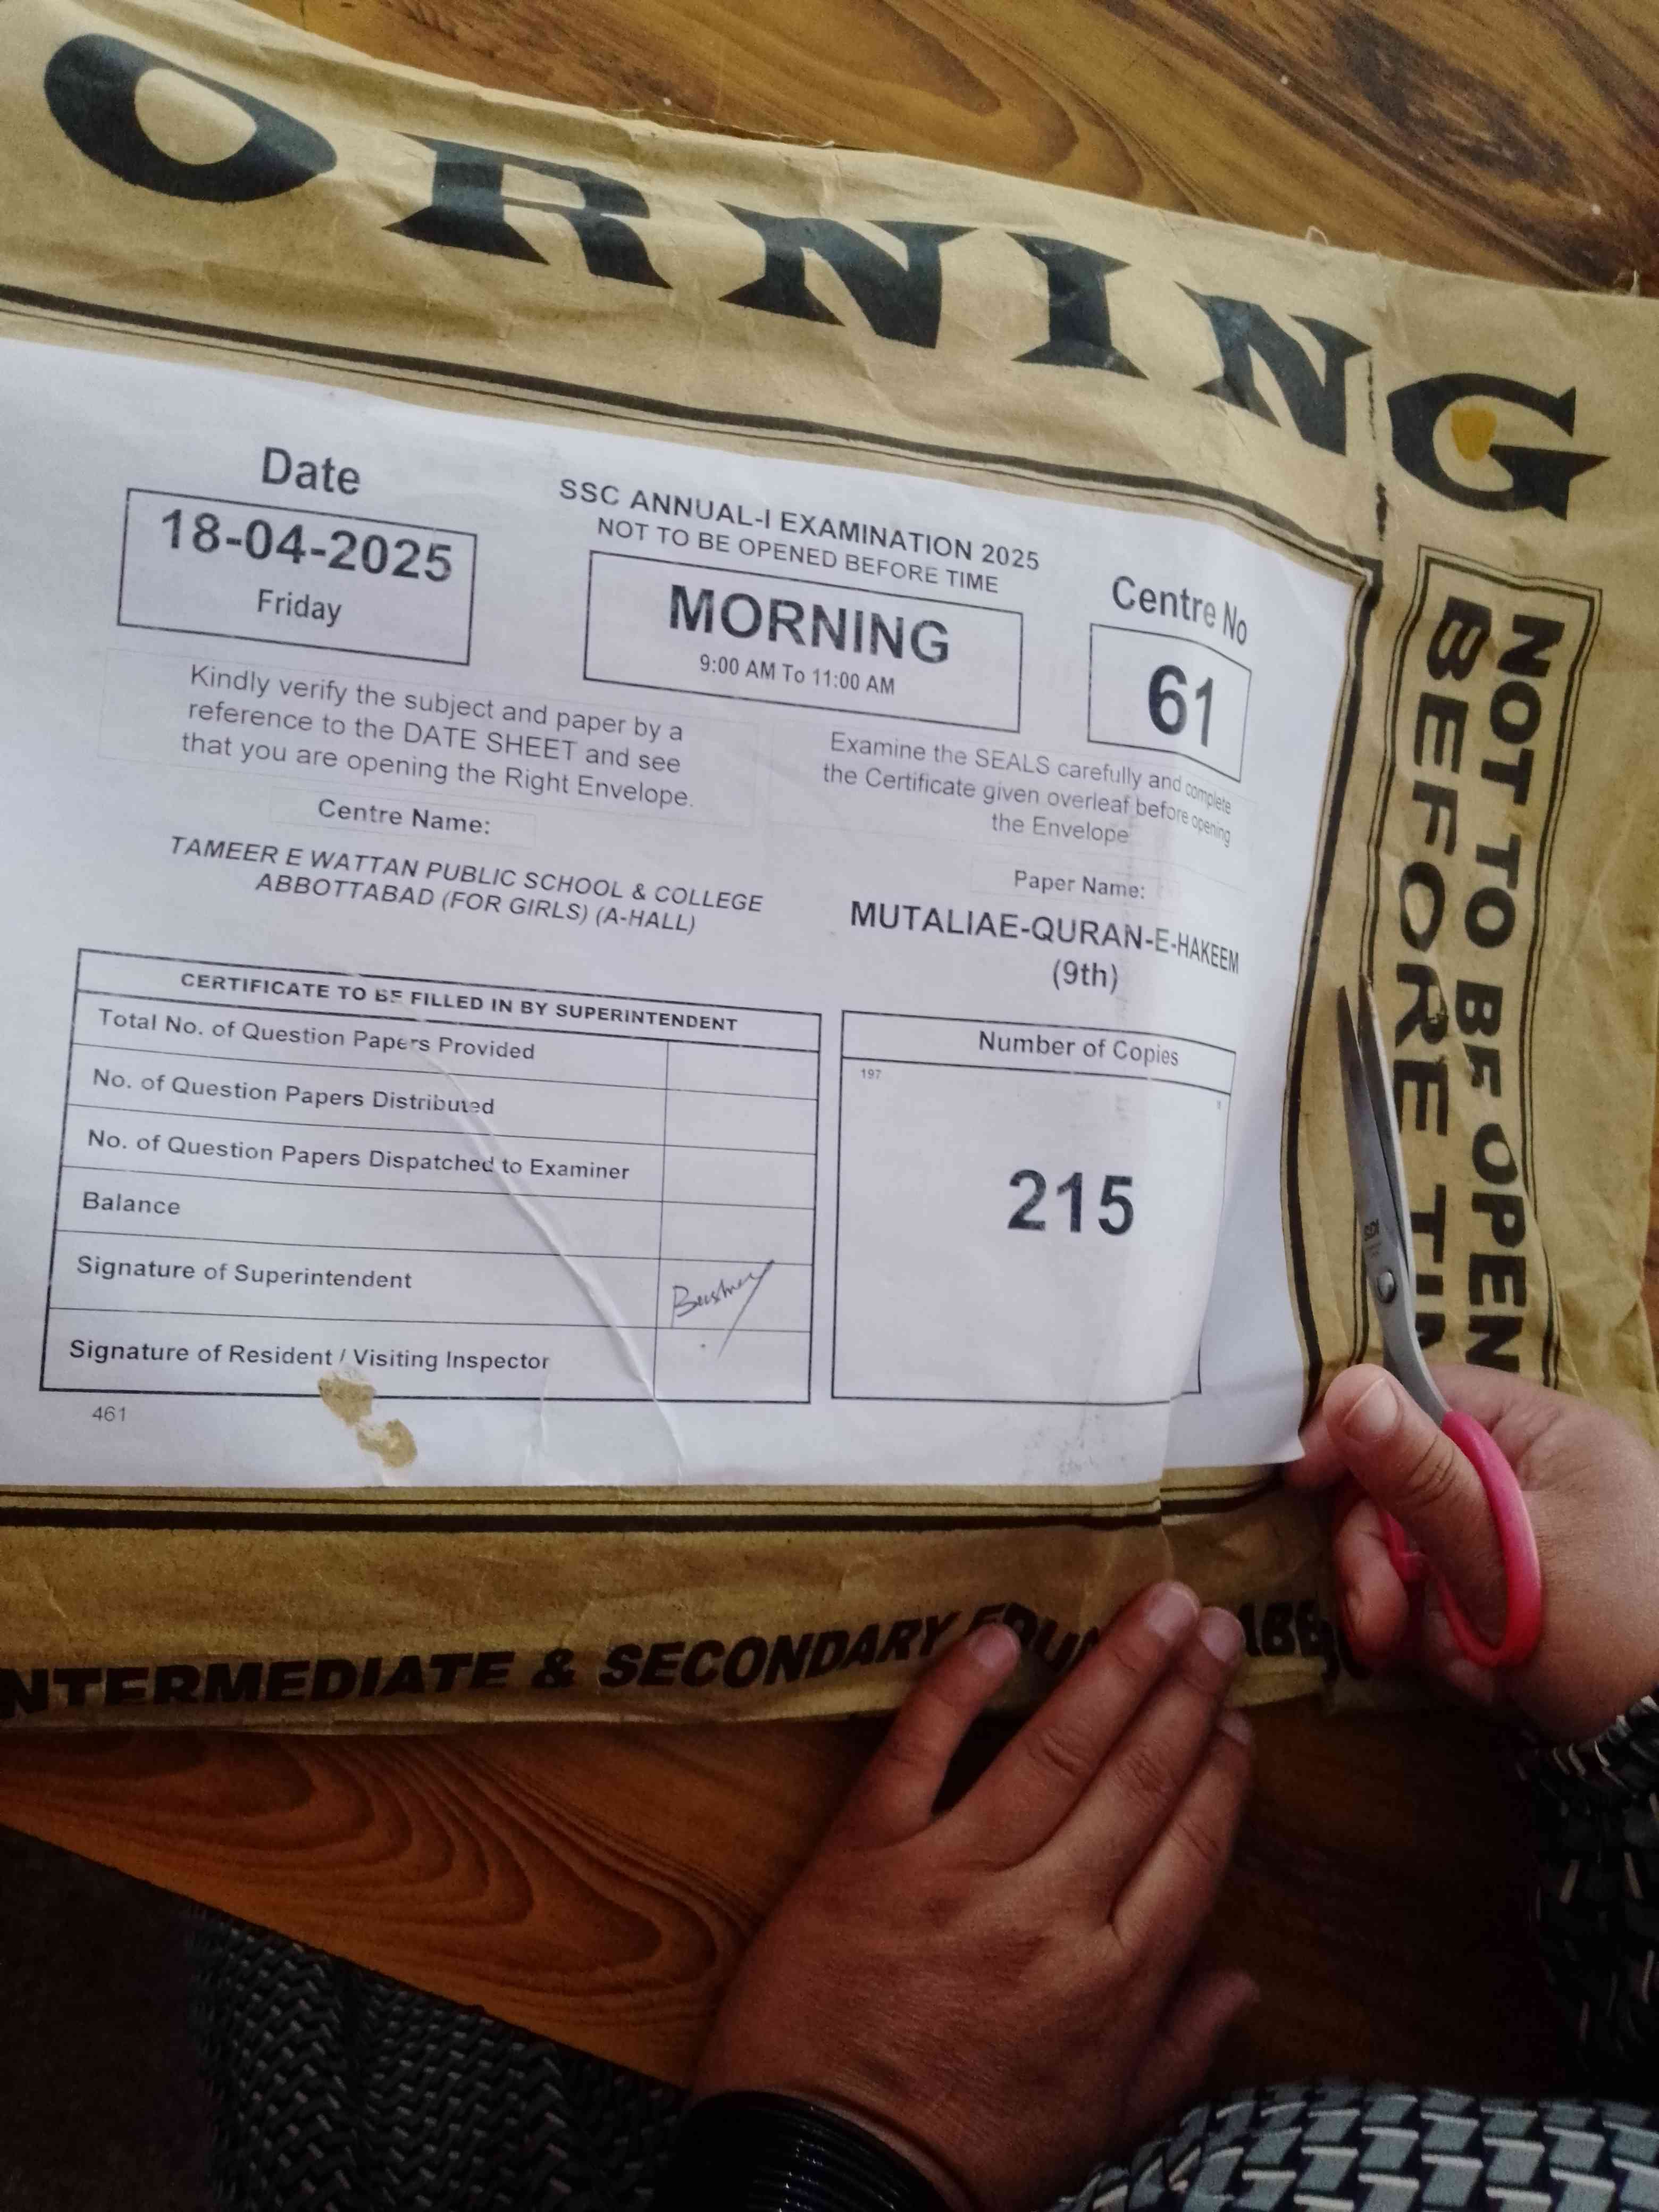 ORNING
Date
18-04-2025
Friday
SSC ANNUAL-I EXAMINATION 2025
NOT TO BE OPENED BEFORE TIME
MORNING
9:00 AM To 11:00 AM
Centre No
61
Kindly verify the subject and paper by a
reference to the DATE SHEET and see
that you are opening the Right Envelope.
Examine the SEALS carefully and complete
the Certificate given overleaf before opening
the Envelope
Centre Name:
TAMEER E WATTAN PUBLIC SCHOOL & COLLEGE
ABBOTTABAD (FOR GIRLS) (A-HALL)
Paper Name:
MUTALIAE-QURAN-E-HAKEEM
(9th)
CERTIFICATE TO BE FILLED IN BY SUPERINTENDENT
Total No. of Question Papers Provided
No. of Question Papers Distributed
No. of Question Papers Dispatched to Examiner
Balance
Signature of Superintendent
Signature of Resident / Visiting Inspector
461
Number of Copies
197
215
NOT TO BE OPEN
BEFORE TIM
NTERMEDIATE & SECONDARY